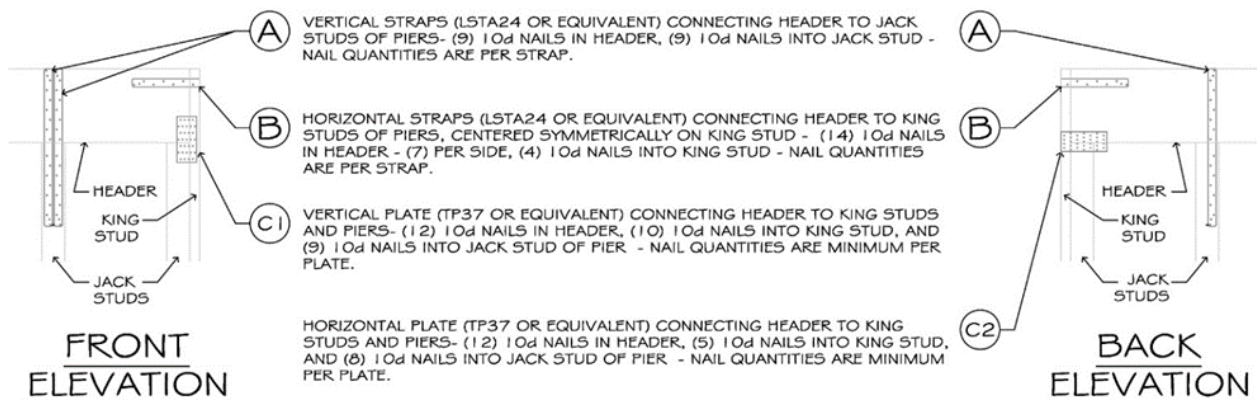 A
VERTICAL STRAPS (LSTA24 OR EQUIVALENT) CONNECTING HEADER TO JACK
STUDS OF PIERS- (9) 10d NAILS IN HEADER, (9) 10d NAILS INTO JACK STUD -
NAIL QUANTITIES ARE PER STRAP.
A
B
HORIZONTAL STRAPS (LSTA24 OR EQUIVALENT) CONNECTING HEADER TO KING
STUDS OF PIERS, CENTERED SYMMETRICALLY ON KING STUD - (14) 10d NAILS
IN HEADER - (7) PER SIDE, (4) 10d NAILS INTO KING STUD - NAIL QUANTITIES
ARE PER STRAP.
B
HEADER
KING
STUD
JACK
STUDS
C1
VERTICAL PLATE (TP37 OR EQUIVALENT) CONNECTING HEADER TO KING STUDS
AND PIERS- (12) 10d NAILS IN HEADER, (10) 10d NAILS INTO KING STUD, AND
(9) 10d NAILS INTO JACK STUD OF PIER - NAIL QUANTITIES ARE MINIMUM PER
PLATE.
HEADER
KING
STUD
JACK
STUDS
HORIZONTAL PLATE (TP37 OR EQUIVALENT) CONNECTING HEADER TO KING
STUDS AND PIERS- (12) 10d NAILS IN HEADER, (5) 10d NAILS INTO KING STUD,
AND (8) 10d NAILS INTO JACK STUD OF PIER - NAIL QUANTITIES ARE MINIMUM
PER PLATE.
C2
FRONT
ELEVATION
BACK
ELEVATION